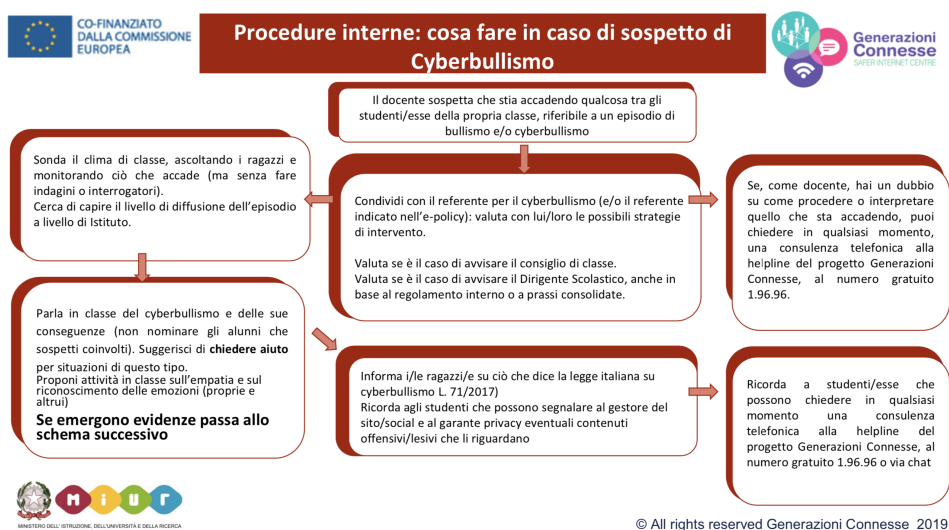 CO-FINANZIATO
DALLA COMMISSIONE
EUROPEA
Procedure interne: cosa fare in caso di sospetto di
Cyberbullismo
Generazioni
Connesse
SAFER INTERNET CENTRE
Il docente sospetta che stia accadendo qualcosa tra gli
studenti/esse della propria classe, riferibile a un episodio di
bullismo e/o cyberbullismo
Sonda il clima di classe, ascoltando i ragazzi e
monitorando ciò che accade (ma senza fare
indagini o interrogatori).
Cerca di capire il livello di diffusione dell'episodio
a livello di Istituto.
Condividi con il referente per il cyberbullismo (e/o il referente
indicato nell'e-policy): valuta con lui/loro le possibili strategie
di intervento.
Valuta se è il caso di avvisare il consiglio di classe.
Valuta se è il caso di avvisare il Dirigente Scolastico, anche in
base al regolamento interno o a prassi consolidate.
Se, come docente, hai un dubbio
su come procedere o interpretare
quello che sta accadendo, puoi
chiedere in qualsiasi momento,
una consulenza telefonica alla
helpline del progetto Generazioni
Connesse, al numero gratuito
1.96.96.
Parla in classe del cyberbullismo e delle sue
conseguenze (non nominare gli alunni che
sospetti coinvolti). Suggerisci di chiedere aiuto
per situazioni di questo tipo.
Proponi attività in classe sull'empatia e sul
riconoscimento delle emozioni (proprie e
altrui)
Se emergono evidenze passa allo
schema successivo
Informa i/le ragazzi/e su ciò che dice la legge italiana su
cyberbullismo L. 71/2017)
Ricorda agli studenti che possono segnalare al gestore del
sito/social e al garante privacy eventuali contenuti
offensivi/lesivi che li riguardano
Ricorda a studenti/esse che
possono chiedere in qualsiasi
momento una consulenza
telefonica alla helpline del
progetto Generazioni Connesse, al
numero gratuito 1.96.96 o via chat
miur
MINISTERO DELL' ISTRUZIONE, DELL'UNIVERSITÀ E DELLA RICERCA
© All rights reserved Generazioni Connesse 2019